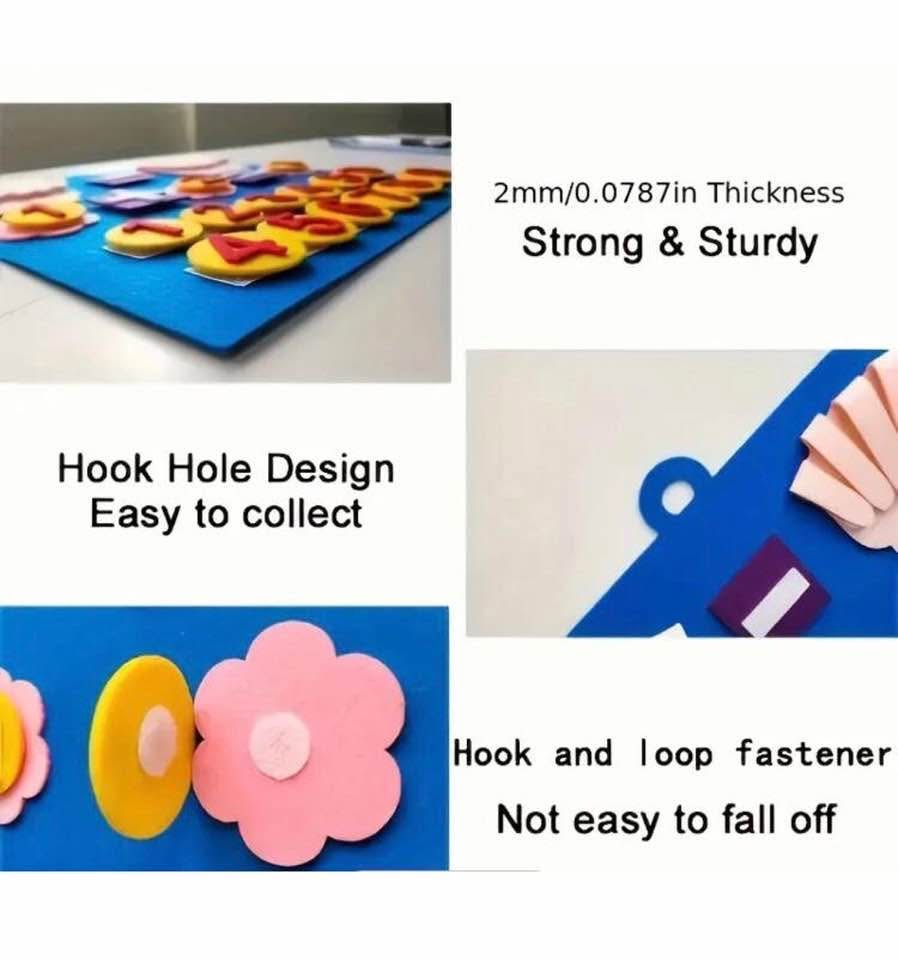 2mm/0.0787in Thickness
Strong & Sturdy
Hook Hole Design
Easy to collect
Hook and loop fastener
Not easy to fall off